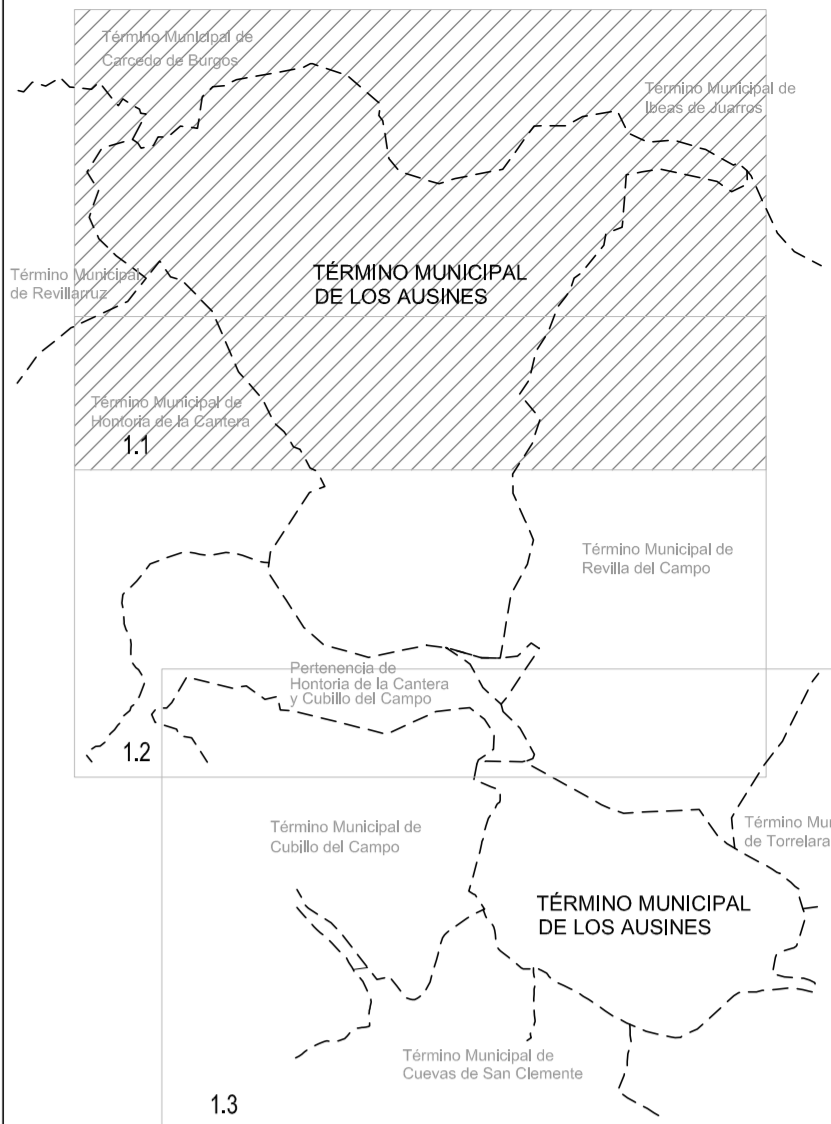 Término Municipal de
Carcedo de Burgos
Término Municipal de
Ibeas de Juarros
Término Municipal
de Revillarruz
TÉRMINO MUNICIPAL
DE LOS AUSINES
Término Municipal de
Hontoria de la Cantera
1.1
Término Municipal de
Revilla del Campo
Pertenencia de
Hontoria de la Cantera
y Cubillo del Campo
1.2
Término Municipal de
Cubillo del Campo
Término Mun
de Torrelara
TÉRMINO MUNICIPAL
DE LOS AUSINES
Término Municipal de
Cuevas de San Clemente
1.3